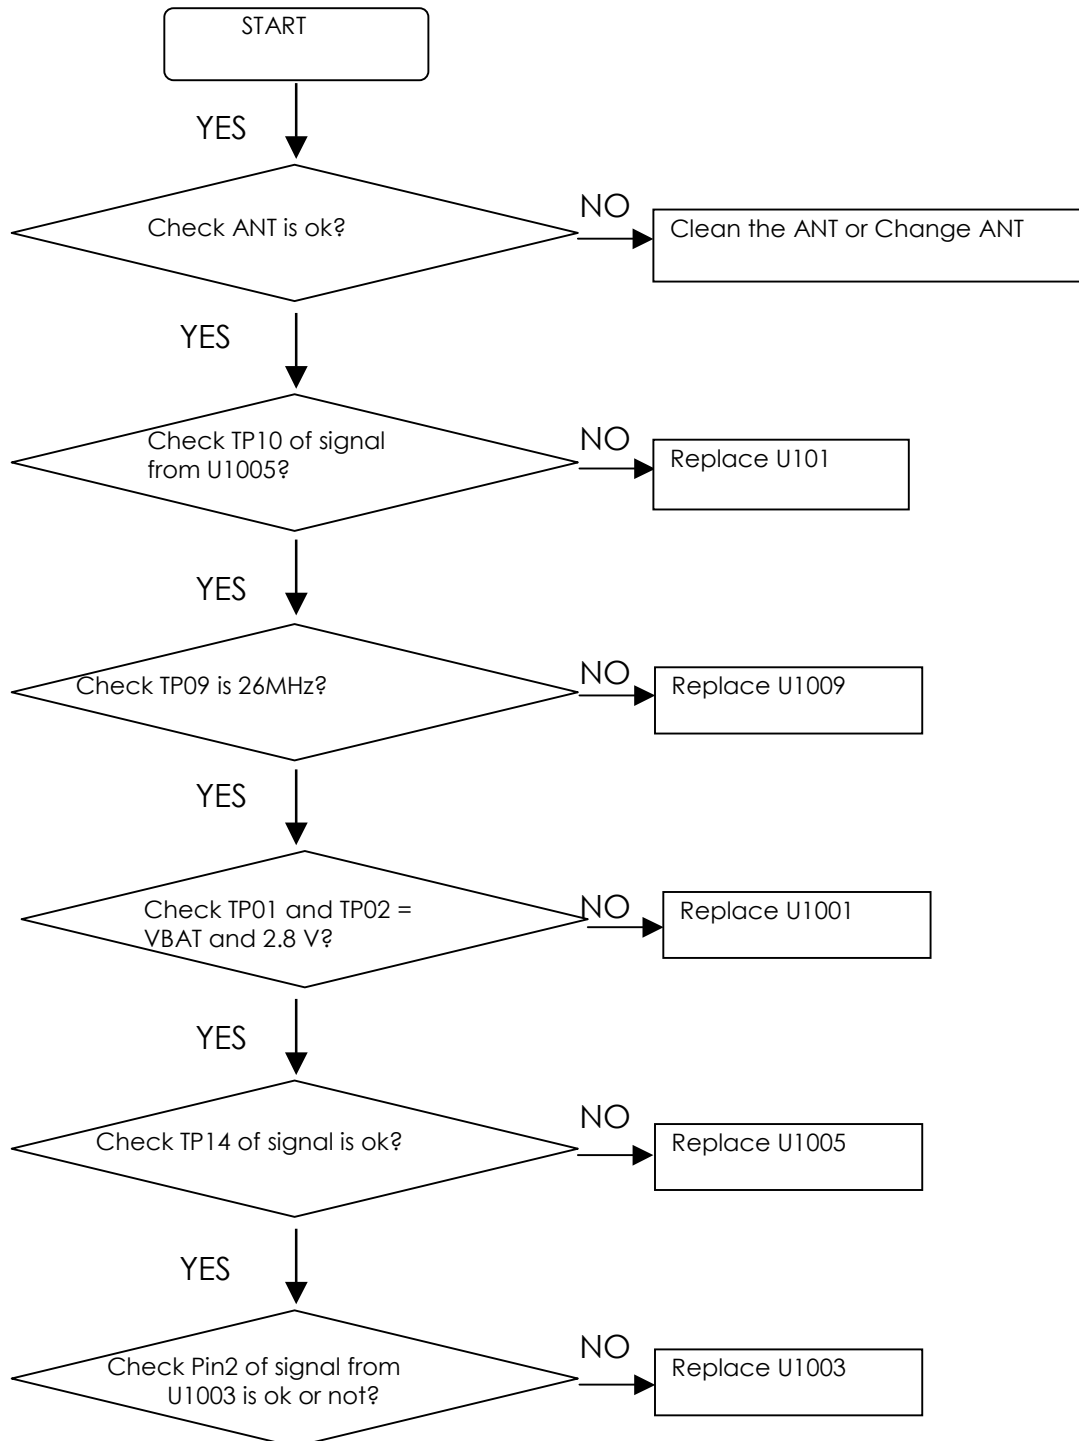 START
YES
Check ANT is ok?
NO
Clean the ANT or Change ANT
YES
Check TP10 of signal
from U1005?
NO
Replace U101
YES
Check TP09 is 26MHz?
NO
Replace U1009
YES
Check TP01 and TP02 =
VBAT and 2.8 V?
NO
Replace U1001
YES
Check TP14 of signal is ok?
NO
Replace U1005
YES
Check Pin2 of signal from
U1003 is ok or not?
NO
Replace U1003